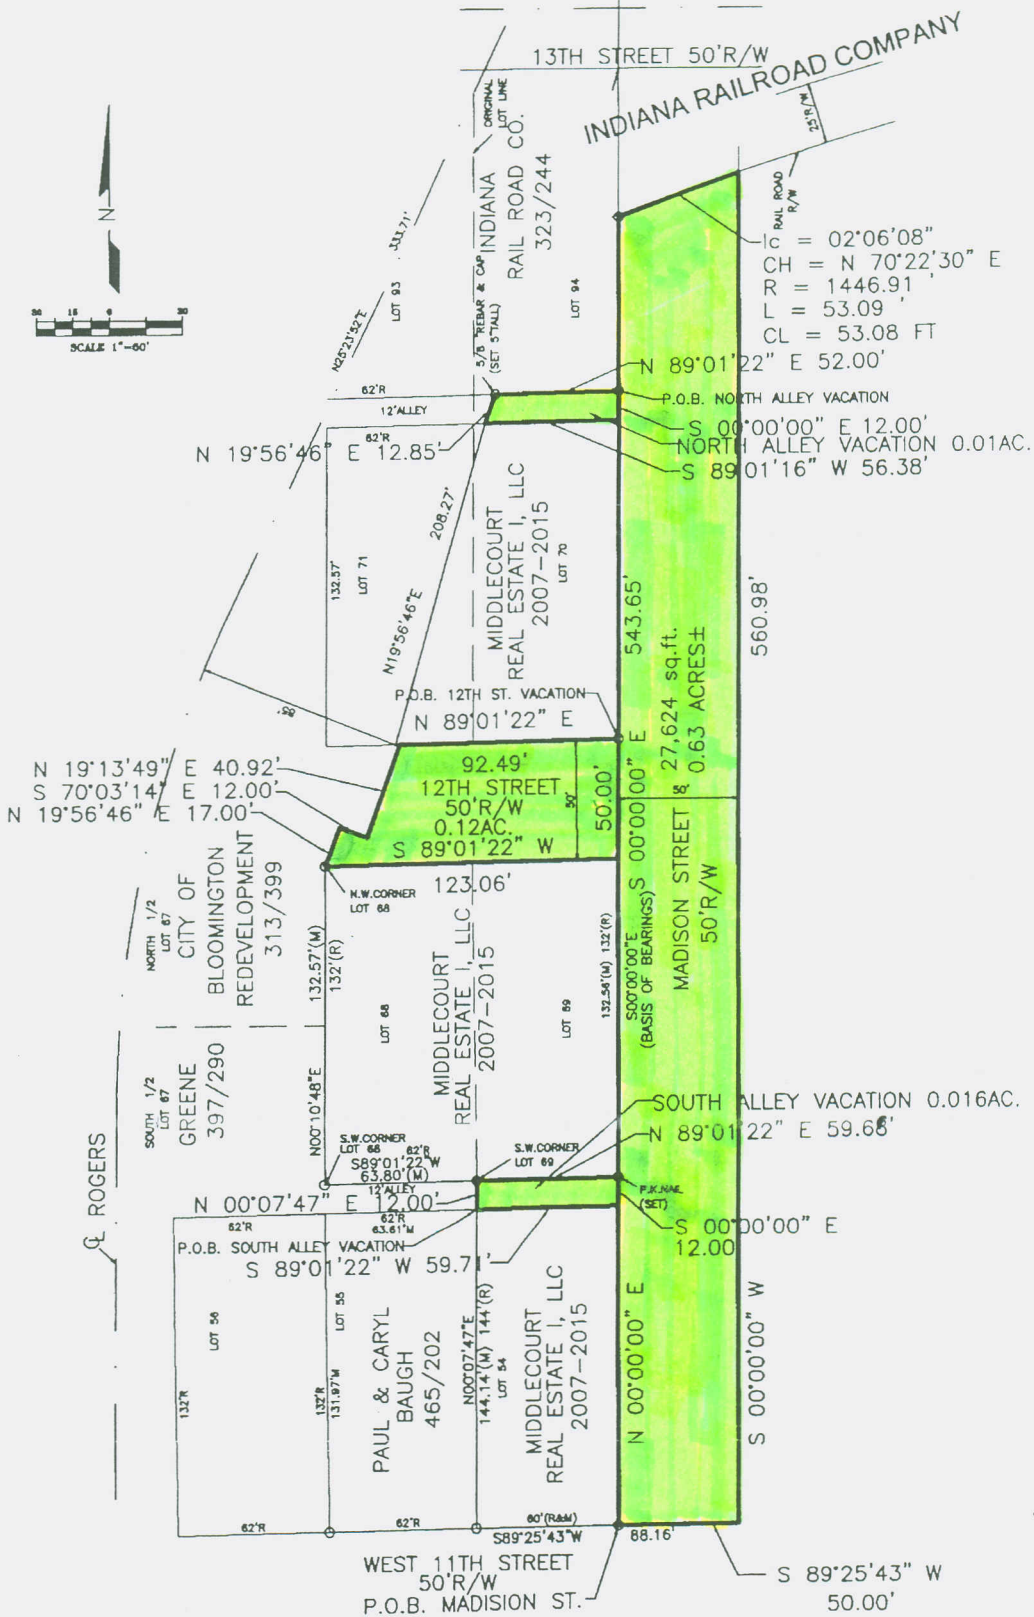 13TH STREET 50'R/W
INDIANA RAILROAD COMPANY
25'R/W
RAIL ROAD
R/W
ORIGINAL
LOT LINE
INDIANA
RAIL ROAD CO.
323/244
5/8 REBAR & CAP
(SET 5'TALL)
N
30 15 0 30
SCALE 1"-60'
333.71'
LOT 93
LOT 94
lc = 02°06'08"
CH = N 70°22'30" E
R = 1446.91 '
L = 53.09 '
CL = 53.08 FT
N 89°01'22" E 52.00'
62'R
12'ALLEY
62'R
P.O.B. NORTH ALLEY VACATION
S 00°00'00" E 12.00'
NORTH ALLEY VACATION 0.01AC.
N 19°56'46" E 12.85'
S 89°01'16" W 56.38'
208.27'
N19°56'46"E
132.57'
LOT 71
MIDDLECOURT
REAL ESTATE I, LLC
2007-2015
LOT 70
543.65'
560.98'
27,624 sq.ft.
0.63 ACRES±
P.O.B. 12TH ST. VACATION
N 89°01'22" E
N 19°13'49" E 40.92'
S 70°03'14" E 12.00'
N 19°56'46" E 17.00'
92.49'
12TH STREET
50'R/W
0.12AC.
S 89°01'22" W
50'
50.00'
S 00°00'00" E
50'
123.06'
N.W.CORNER
LOT 68
NORTH 1/2
LOT 67
CITY OF
BLOOMINGTON
REDEVELOPMENT
313/399
132.57'(M)
132'(R)
N00°10'48"E
LOT 68
MIDDLECOURT
REAL ESTATE I, LLC
2007-2015
LOT 69
132.56'(M) 132'(R)
S00°00'00"E
(BASIS OF BEARINGS)
MADISON STREET
50'R/W
SOUTH 1/2
LOT 67
GREENE
397/290
℄ ROGERS
SOUTH ALLEY VACATION 0.016AC.
N 89°01'22" E 59.66'
S.W.CORNER
LOT 68
62'R
S89°01'22"W
63.80'(M)
12'ALLEY
S.W.CORNER
LOT 69
P.K.NAIL
(SET)
N 00°07'47" E 12.00'
62'R
62'R
63.61'M
S 00°00'00" E
12.00
P.O.B. SOUTH ALLEY VACATION
S 89°01'22" W 59.71'
LOT 56
LOT 55
132'R
132'R
131.97'M
PAUL & CARYL
BAUGH
465/202
N00°07'47"E
144.14'(M) 144'(R)
LOT 54
MIDDLECOURT
REAL ESTATE I, LLC
2007-2015
N 00°00'00" E
S 00°00'00" W
62'R
62'R
60'(R&M)
S89°25'43"W
88.16'
WEST 11TH STREET
50'R/W
P.O.B. MADISION ST.
S 89°25'43" W
50.00'